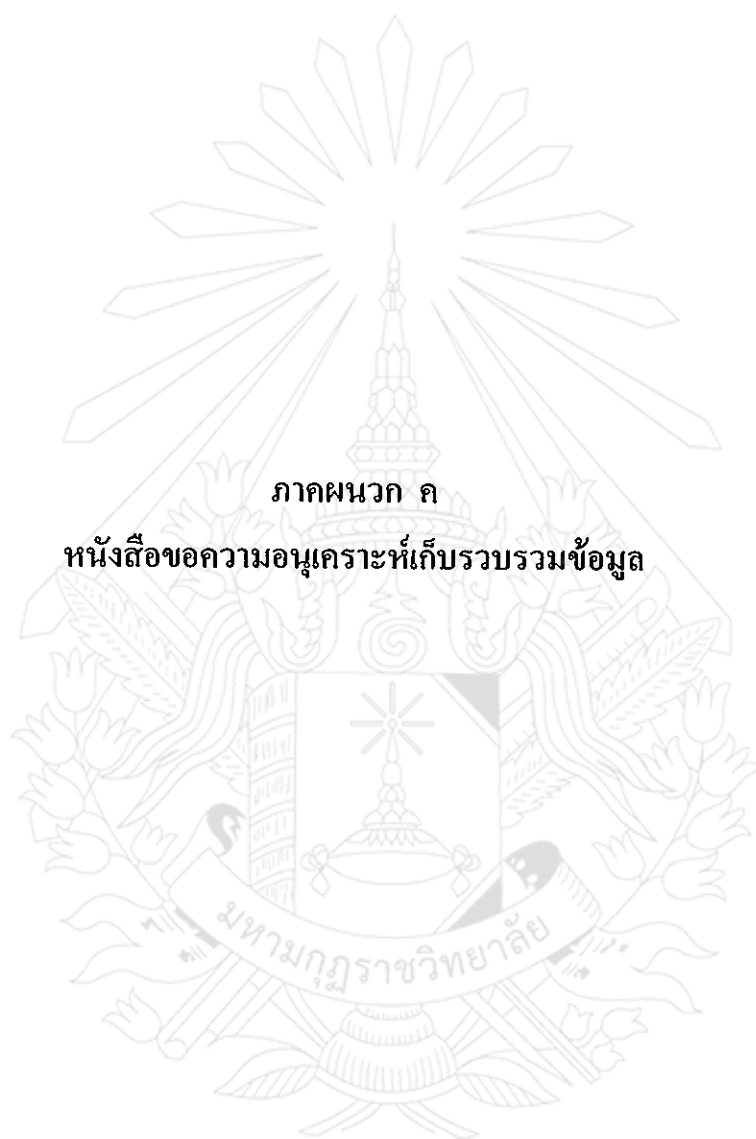 ภาคผนวก ค
หนังสือขอความอนุเคราะห์เก็บรวบรวมข้อมูล
มหามกุฏราชวิทยาลัย